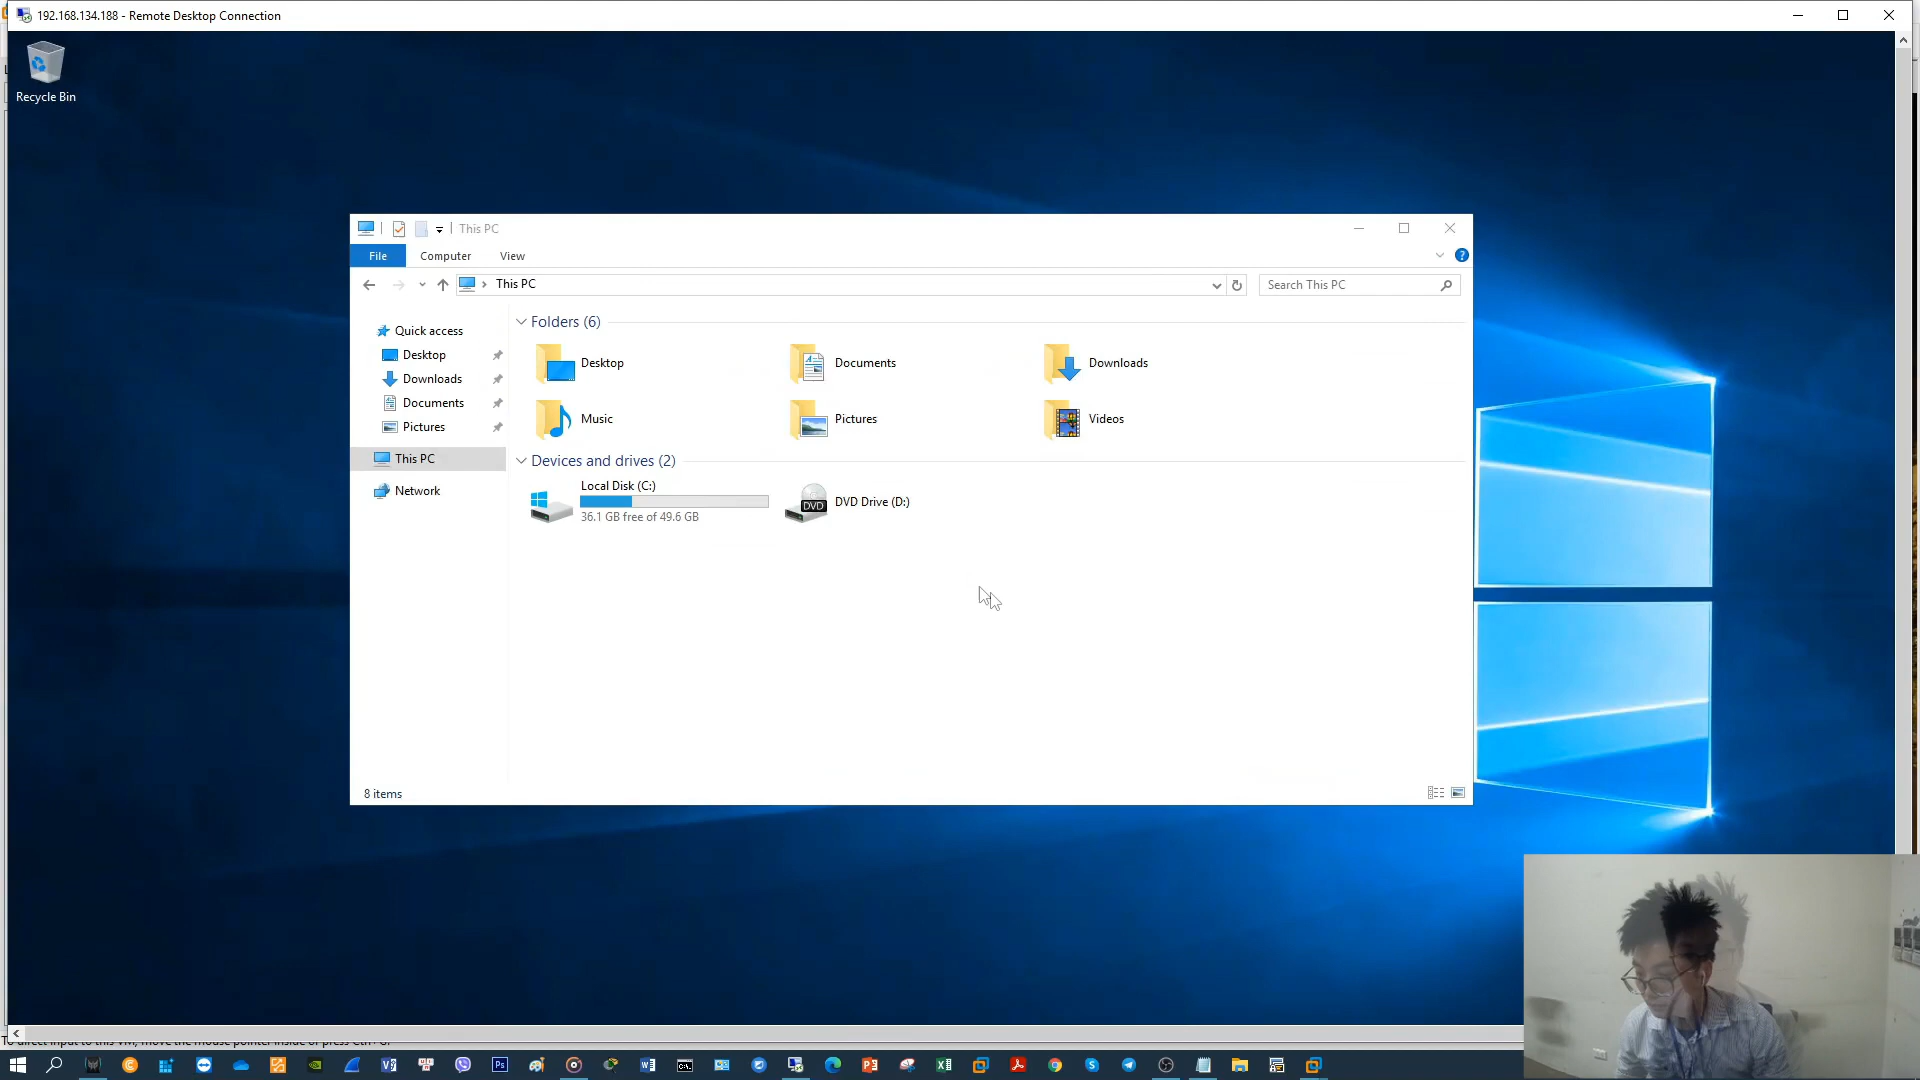 192.168.134.188 - Remote Desktop Connection
Recycle Bin
This PC
File Computer View
This PC
Search This PC
Quick access
Desktop
Downloads
Documents
Pictures
This PC
Network
Folders (6)
Desktop
Documents
Downloads
Music
Pictures
Videos
Devices and drives (2)
Local Disk (C:)
36.1 GB free of 49.6 GB
DVD
DVD Drive (D:)
8 items